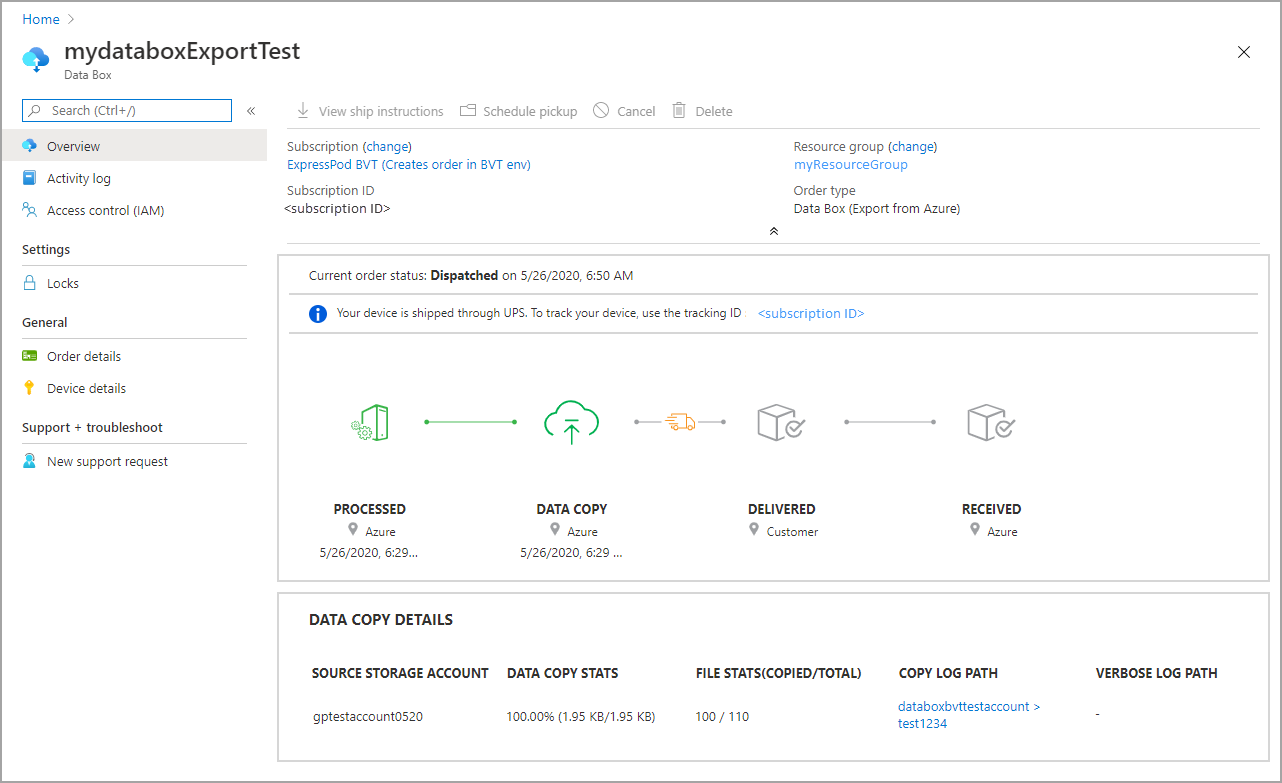 Home
mydataboxExportTest
Data Box
Search (Ctrl+/)
Overview
Activity log
Access control (IAM)
Settings
Locks
General
Order details
Device details
Support + troubleshoot
New support request
View ship instructions Schedule pickup Cancel Delete
Subscription (change)
ExpressPod BVT (Creates order in BVT env)
Subscription ID
<subscription ID>
Resource group (change)
myResourceGroup
Order type
Data Box (Export from Azure)
Current order status: Dispatched on 5/26/2020, 6:50 AM
Your device is shipped through UPS. To track your device, use the tracking ID <subscription ID>
PROCESSED DATA COPY DELIVERED RECEIVED
Azure Azure Customer Azure
5/26/2020, 6:29... 5/26/2020, 6:29 ...
DATA COPY DETAILS
SOURCE STORAGE ACCOUNT DATA COPY STATS FILE STATS(COPIED/TOTAL) COPY LOG PATH VERBOSE LOG PATH
gptestaccount0520 100.00% (1.95 KB/1.95 KB) 100 / 110 databoxbvttestaccount > -
test1234